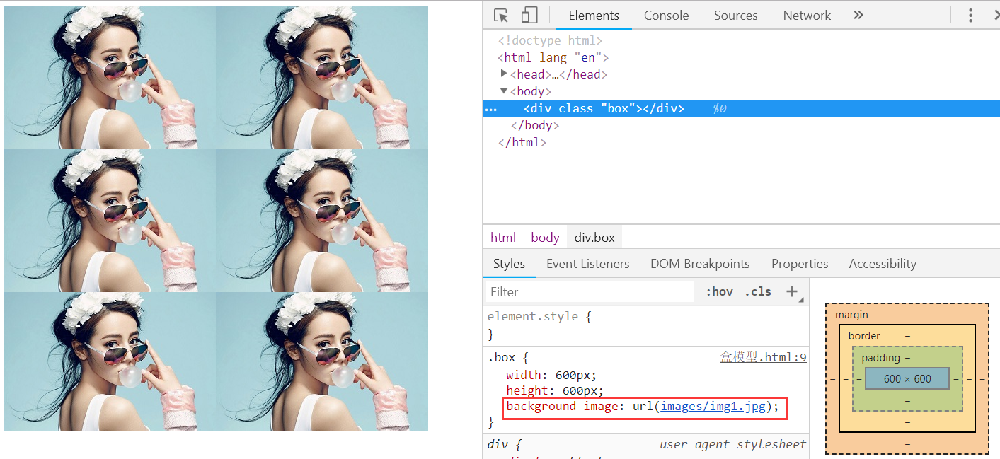 Elements Console Sources Network »
<!doctype html>
<html lang="en">
<head>…</head>
<body>
<div class="box"></div> == $0
</body>
</html>
html body div.box
Styles Event Listeners DOM Breakpoints Properties Accessibility
Filter :hov .cls +
element.style {
}
.box { 盒模型.html:9
width: 600px;
height: 600px;
background-image: url(images/img1.jpg);
}
div { user agent stylesheet
margin –
border –
padding –
– – – 600 × 600 – – –
–
–
–